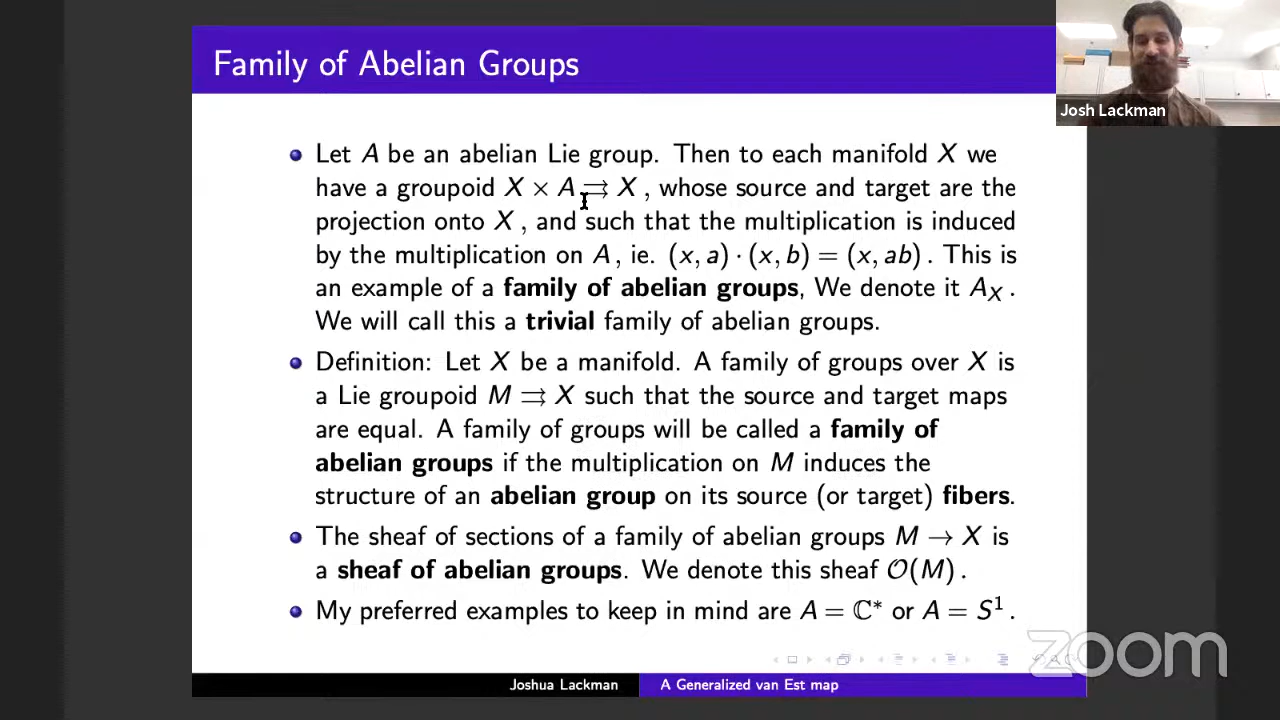 Family of Abelian Groups
Josh Lackman
Let A be an abelian Lie group. Then to each manifold X we
have a groupoid X × A ⇉ X , whose source and target are the
projection onto X , and such that the multiplication is induced
by the multiplication on A , ie. (x, a) · (x, b) = (x, ab) . This is
an example of a family of abelian groups, We denote it A_X .
We will call this a trivial family of abelian groups.
Definition: Let X be a manifold. A family of groups over X is
a Lie groupoid M ⇉ X such that the source and target maps
are equal. A family of groups will be called a family of
abelian groups if the multiplication on M induces the
structure of an abelian group on its source (or target) fibers.
The sheaf of sections of a family of abelian groups M → X is
a sheaf of abelian groups. We denote this sheaf 𝒪(M) .
My preferred examples to keep in mind are A = ℂ* or A = S¹ .
zoom
Joshua Lackman
A Generalized van Est map